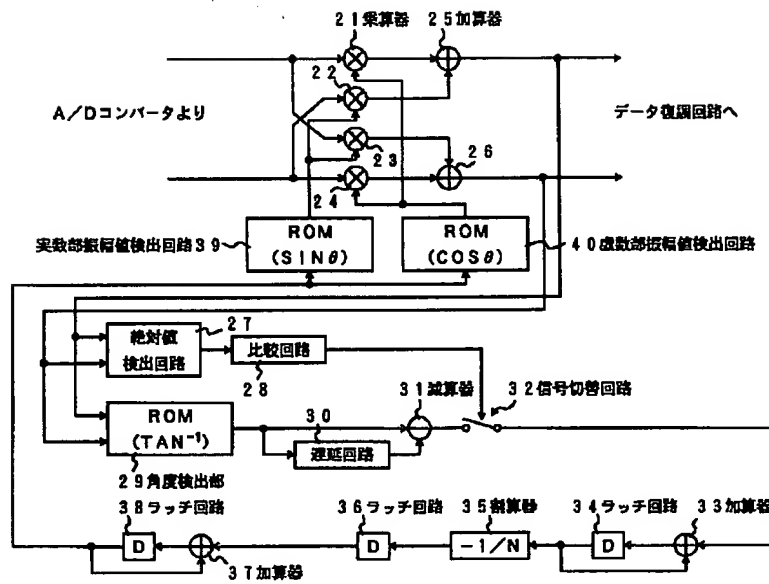 21乗算器
25加算器
22
A/Dコンバータより
データ復調回路へ
23
26
24
実数部振幅値検出回路39
ROM
(SINθ)
ROM
(COSθ)
40虚数部振幅値検出回路
27
絶対値
検出回路
比較回路
28
31減算器
32信号切替回路
ROM
(TAN⁻¹)
30
遅延回路
29角度検出部
38ラッチ回路
36ラッチ回路
35割算器
34ラッチ回路
33加算器
D
D
-1/N
D
37加算器